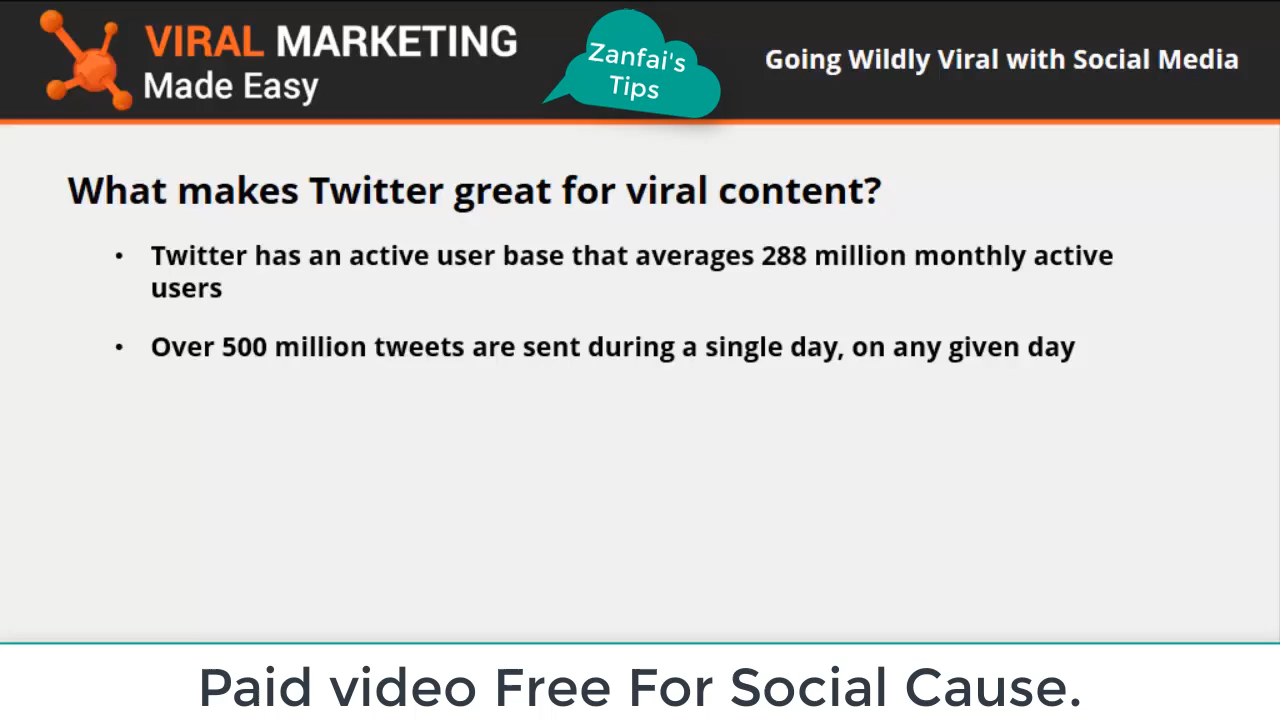 VIRAL MARKETING
Made Easy
Zanfai's
Tips
Going Wildly Viral with Social Media
What makes Twitter great for viral content?
• Twitter has an active user base that averages 288 million monthly active
users
• Over 500 million tweets are sent during a single day, on any given day
Paid video Free For Social Cause.